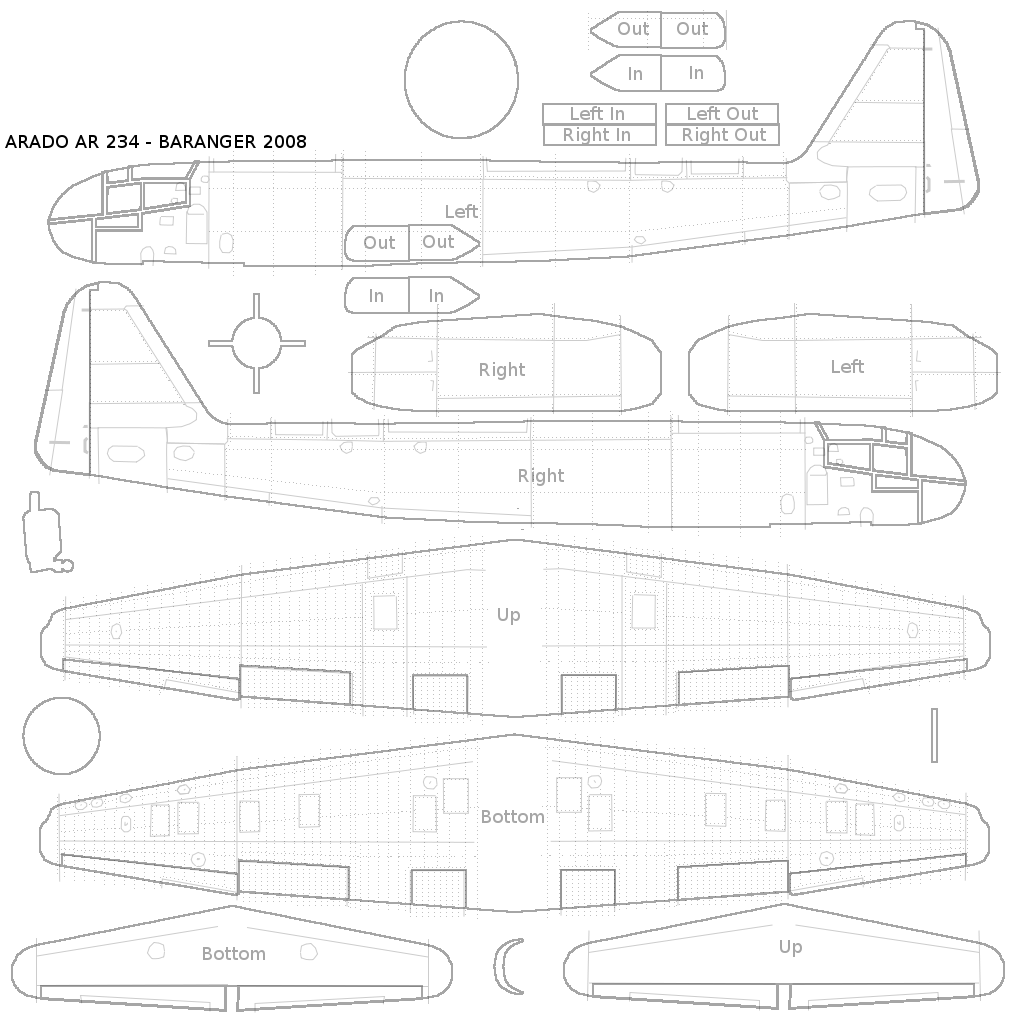 Out Out
In In
Left In Left Out
Right In Right Out
ARADO AR 234 - BARANGER 2008
Left
Out Out
In In
Right Left
Right
Up
Bottom
Bottom Up